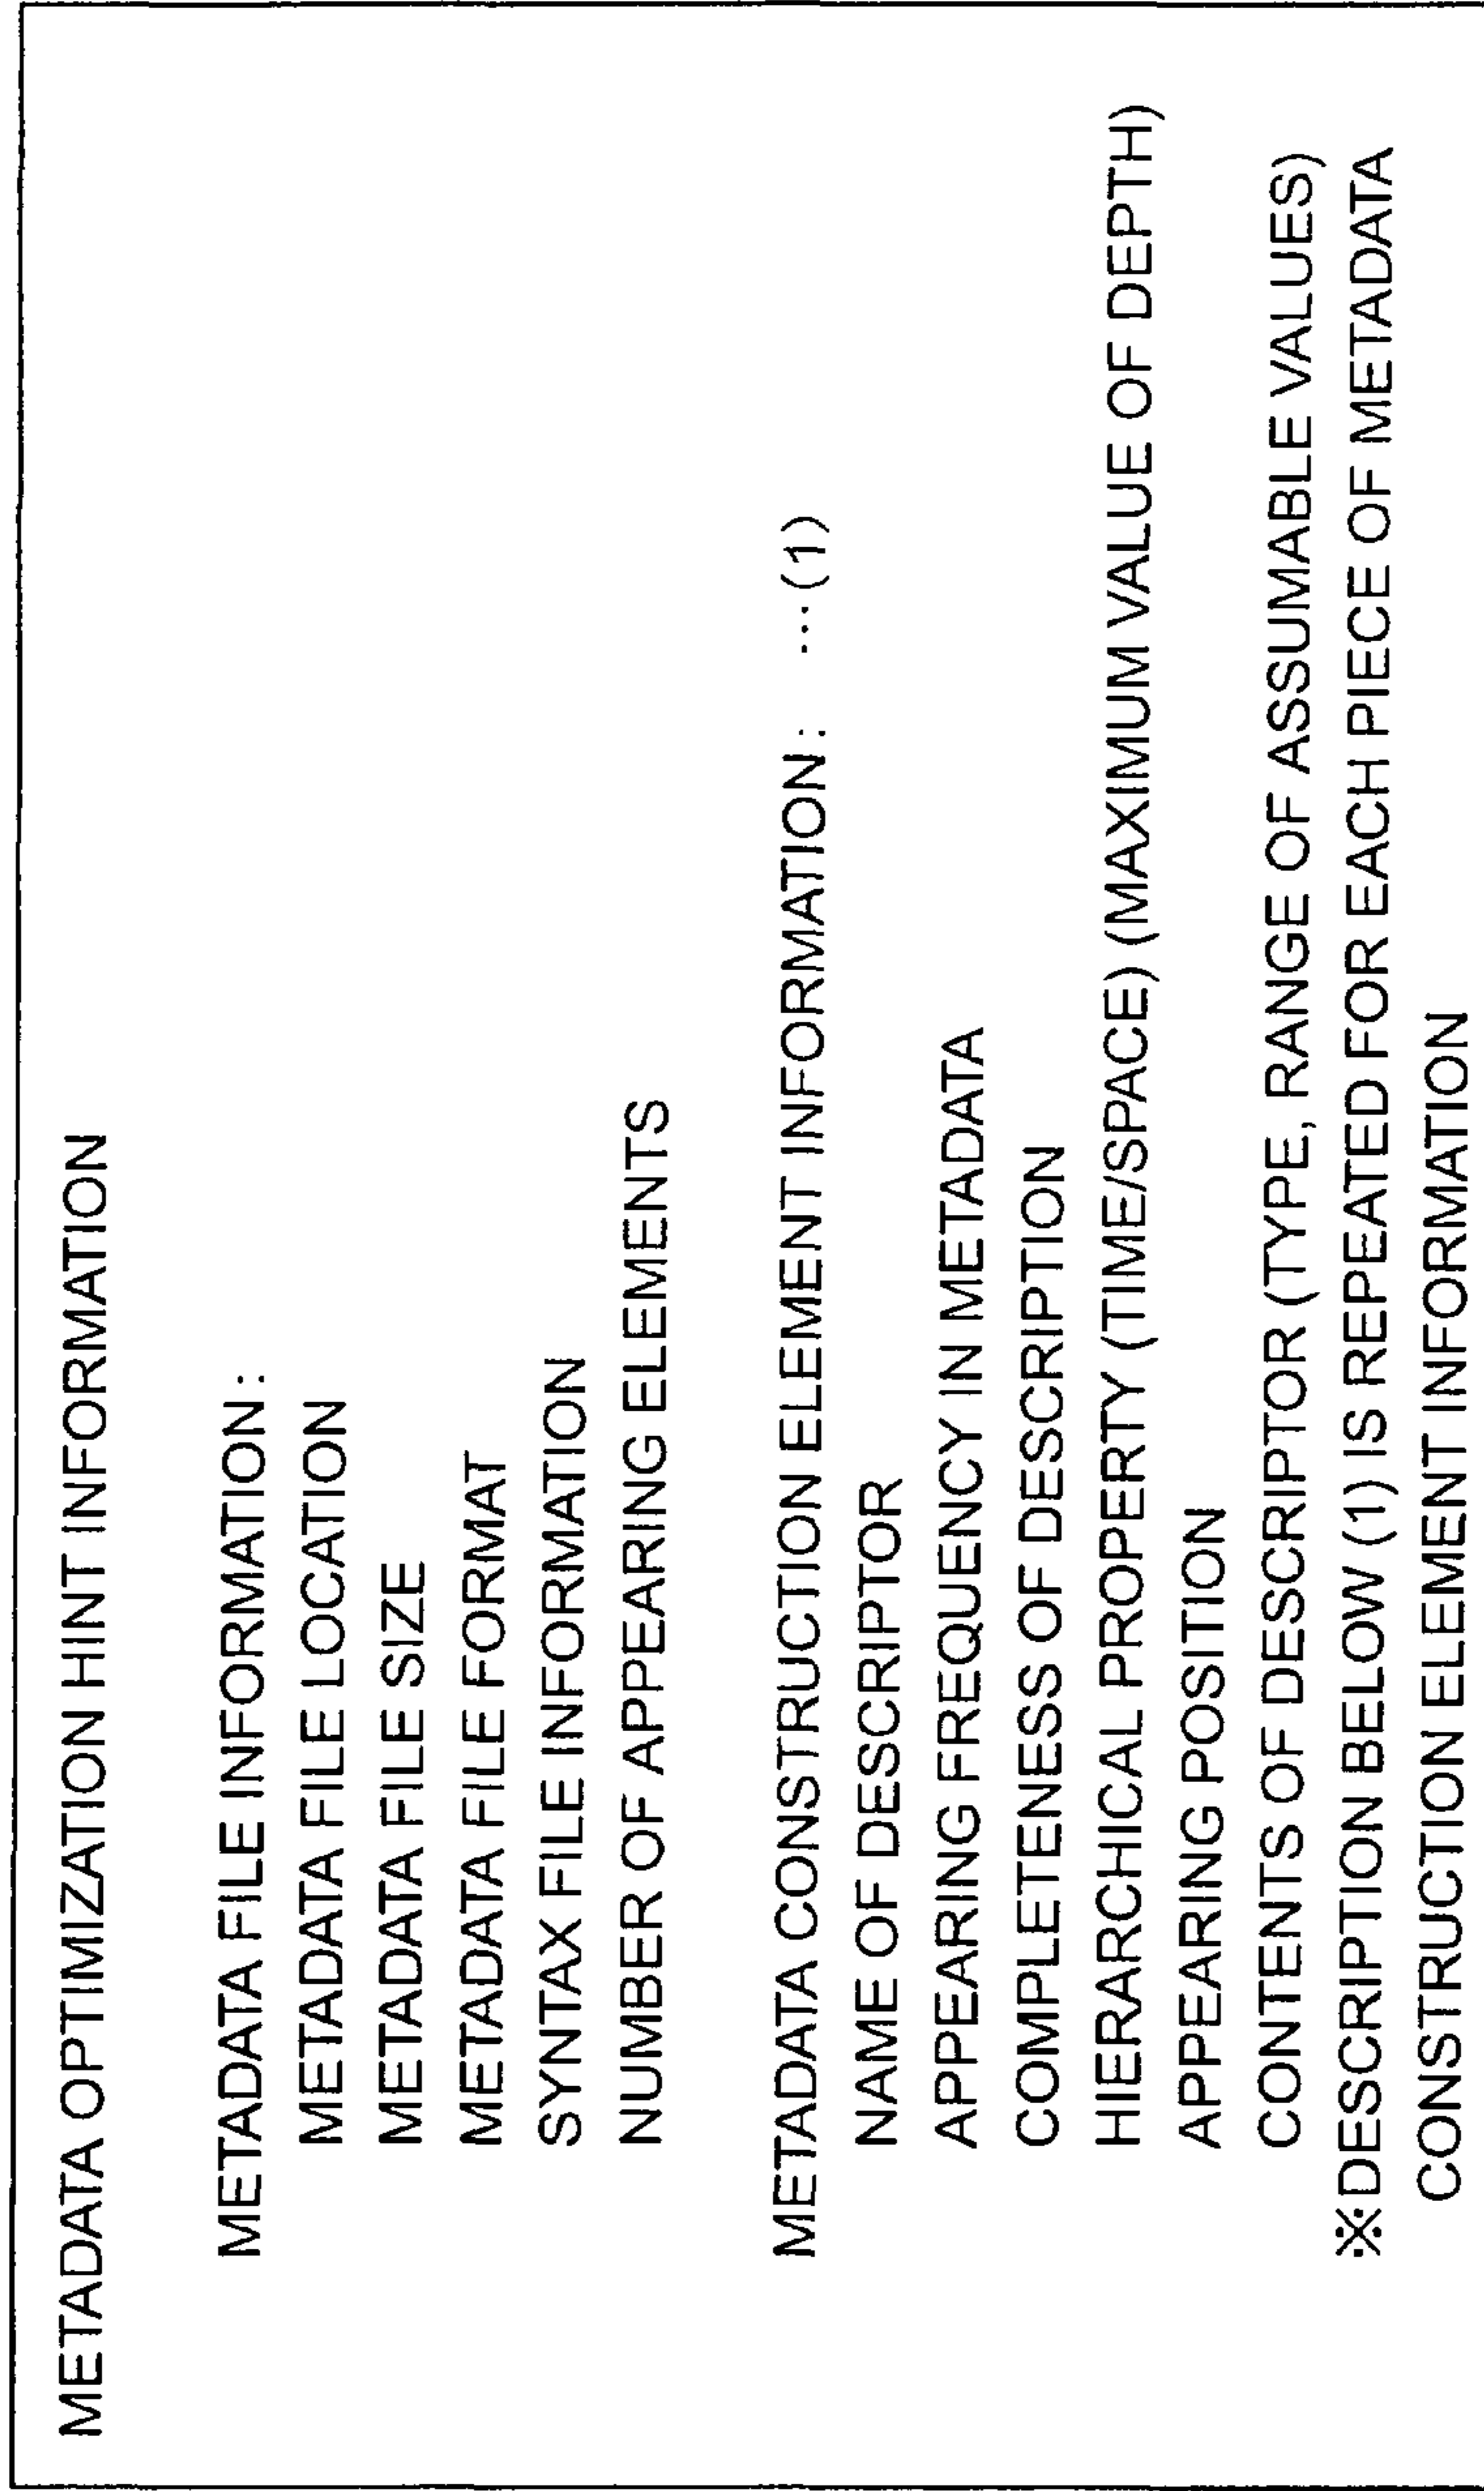 METADATA OPTIMIZATION HINT INFORMATION
METADATA FILE INFORMATION:
METADATA FILE LOCATION
METADATA FILE SIZE
METADATA FILE FORMAT
SYNTAX FILE INFORMATION
NUMBER OF APPEARING ELEMENTS
METADATA CONSTRUCTION ELEMENT INFORMATION: ···(1)
NAME OF DESCRIPTOR
APPEARING FREQUENCY IN METADATA
COMPLETENESS OF DESCRIPTION
HIERARCHICAL PROPERTY (TIME/SPACE) (MAXIMUM VALUE OF DEPTH)
APPEARING POSITION
CONTENTS OF DESCRIPTOR (TYPE, RANGE OF ASSUMABLE VALUES)
※DESCRIPTION BELOW (1) IS REPEATED FOR EACH PIECE OF METADATA
CONSTRUCTION ELEMENT INFORMATION